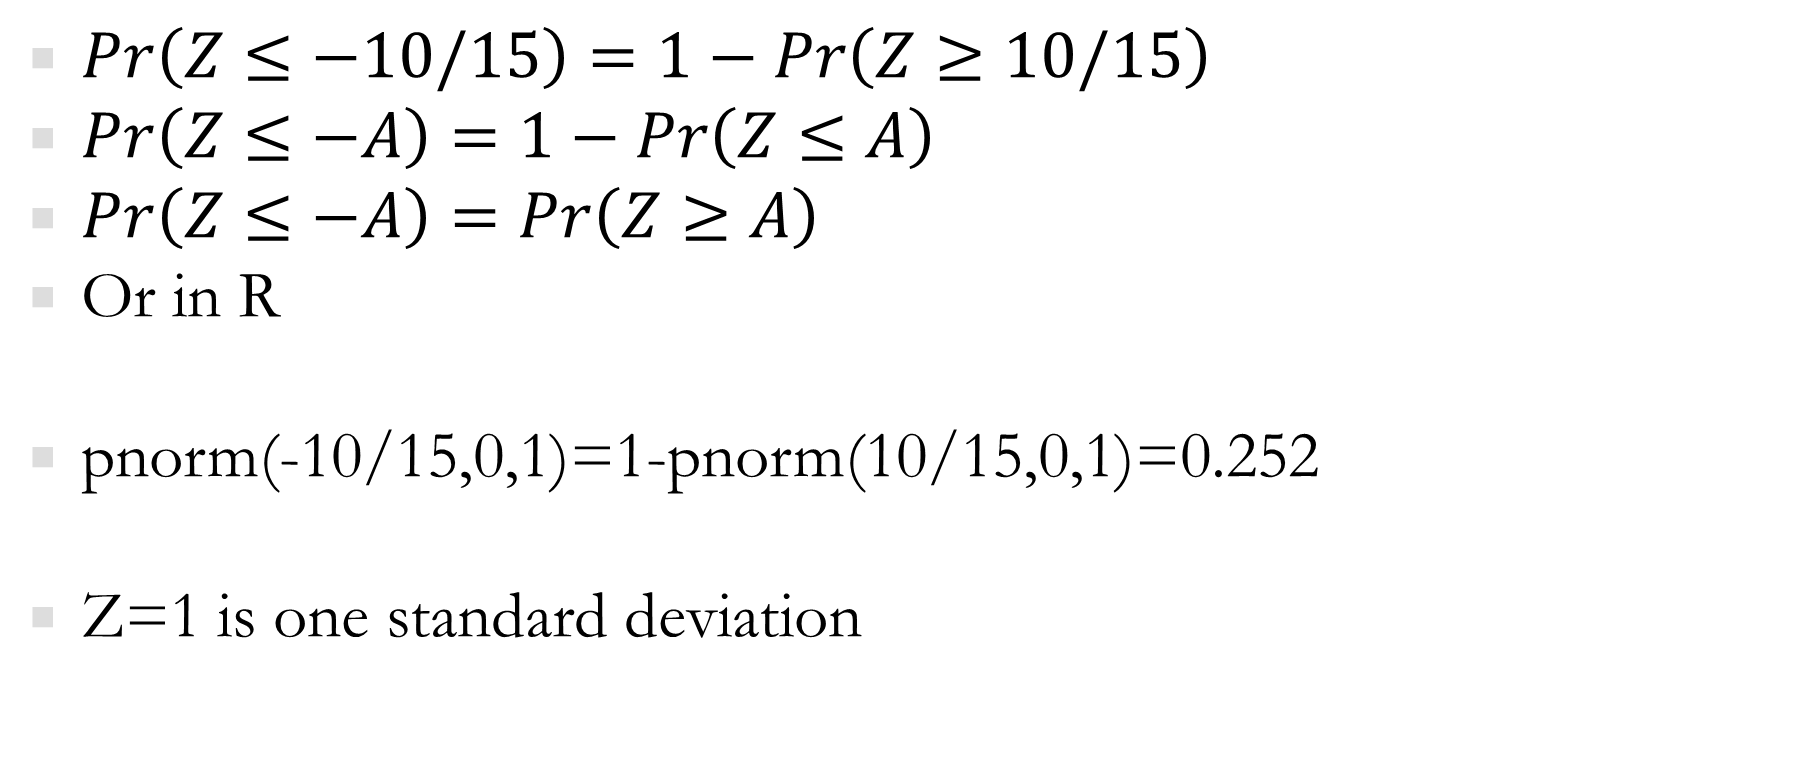 Pr(Z ≤ −10/15) = 1 − Pr(Z ≥ 10/15)
Pr(Z ≤ −A) = 1 − Pr(Z ≤ A)
Pr(Z ≤ −A) = Pr(Z ≥ A)
Or in R
pnorm(-10/15,0,1)=1-pnorm(10/15,0,1)=0.252
Z=1 is one standard deviation